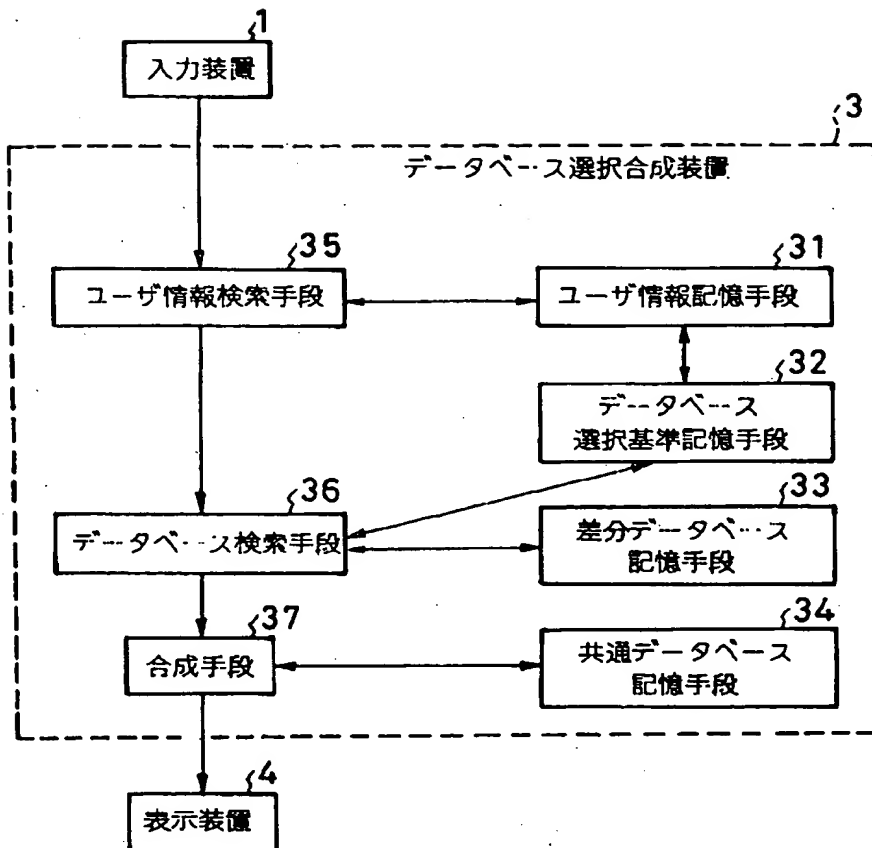 1
入力装置
3
データベース選択合成装置
35
ユーザ情報検索手段
31
ユーザ情報記憶手段
32
データベース
選択基準記憶手段
36
データベース検索手段
33
差分データベース
記憶手段
37
合成手段
34
共通データベース
記憶手段
4
表示装置